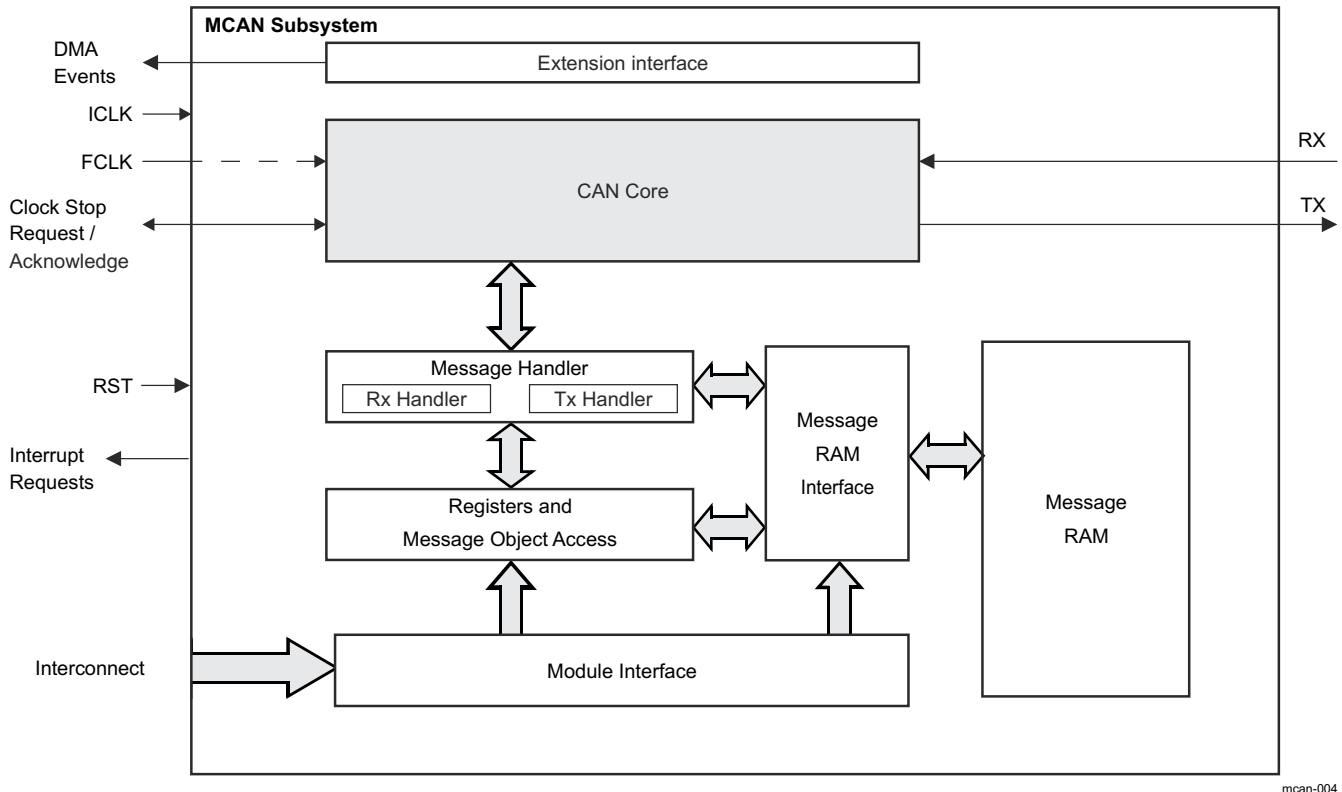 MCAN Subsystem
DMA
Events
Extension interface
ICLK
FCLK
CAN Core
RX
TX
Clock Stop
Request /
Acknowledge
Message Handler
Rx Handler
Tx Handler
RST
Message
RAM
Interface
Interrupt
Requests
Registers and
Message Object Access
Message
RAM
Interconnect
Module Interface
mcan-004